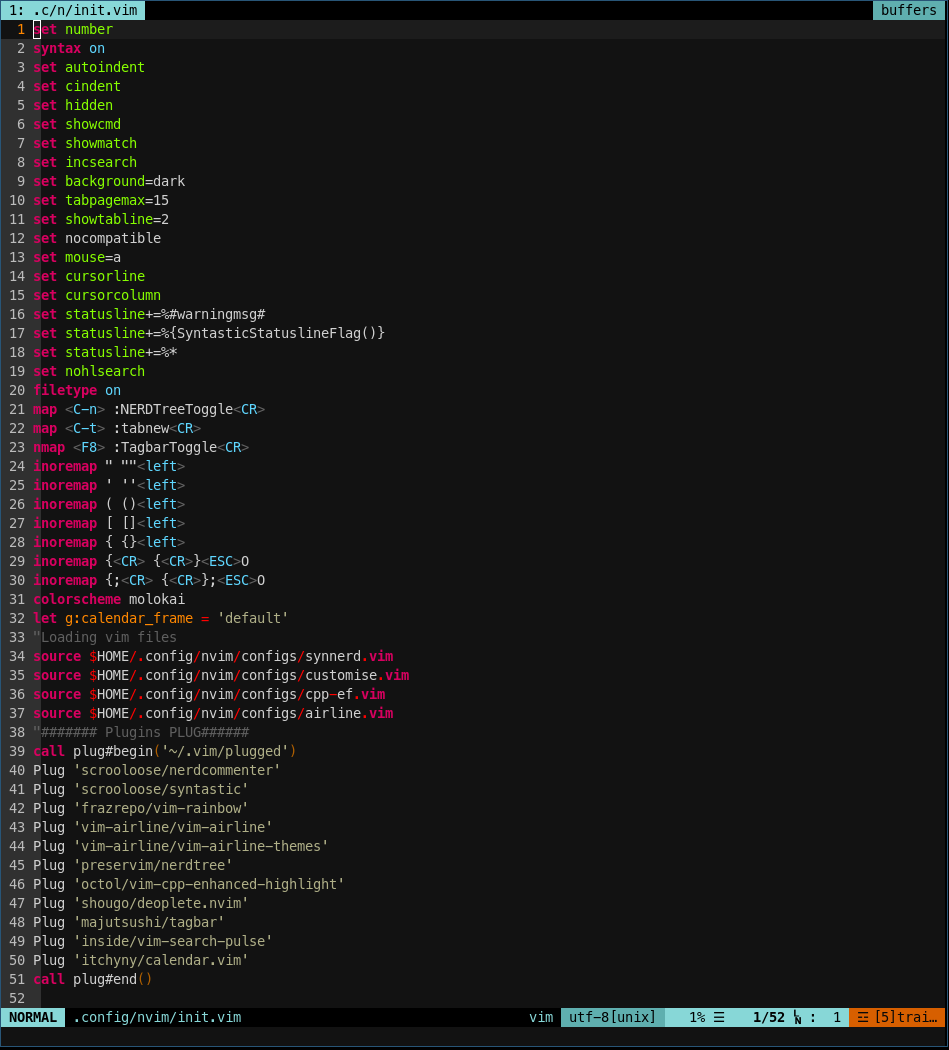 1: .c/n/init.vim buffers
1 set number
2 syntax on
3 set autoindent
4 set cindent
5 set hidden
6 set showcmd
7 set showmatch
8 set incsearch
9 set background=dark
10 set tabpagemax=15
11 set showtabline=2
12 set nocompatible
13 set mouse=a
14 set cursorline
15 set cursorcolumn
16 set statusline+=%#warningmsg#
17 set statusline+=%{SyntasticStatuslineFlag()}
18 set statusline+=%*
19 set nohlsearch
20 filetype on
21 map <C-n> :NERDTreeToggle<CR>
22 map <C-t> :tabnew<CR>
23 nmap <F8> :TagbarToggle<CR>
24 inoremap " ""<left>
25 inoremap ' ''<left>
26 inoremap ( ()<left>
27 inoremap [ []<left>
28 inoremap { {}<left>
29 inoremap {<CR> {<CR>}<ESC>O
30 inoremap {;<CR> {<CR>};<ESC>O
31 colorscheme molokai
32 let g:calendar_frame = 'default'
33 "Loading vim files
34 source $HOME/.config/nvim/configs/synnerd.vim
35 source $HOME/.config/nvim/configs/customise.vim
36 source $HOME/.config/nvim/configs/cpp-ef.vim
37 source $HOME/.config/nvim/configs/airline.vim
38 "####### Plugins PLUG######
39 call plug#begin('~/.vim/plugged')
40 Plug 'scrooloose/nerdcommenter'
41 Plug 'scrooloose/syntastic'
42 Plug 'frazrepo/vim-rainbow'
43 Plug 'vim-airline/vim-airline'
44 Plug 'vim-airline/vim-airline-themes'
45 Plug 'preservim/nerdtree'
46 Plug 'octol/vim-cpp-enhanced-highlight'
47 Plug 'shougo/deoplete.nvim'
48 Plug 'majutsushi/tagbar'
49 Plug 'inside/vim-search-pulse'
50 Plug 'itchyny/calendar.vim'
51 call plug#end()
52
NORMAL .config/nvim/init.vim vim utf-8[unix] 1% ☰ 1/52 ㏑ : 1 ☲ [5]trai…